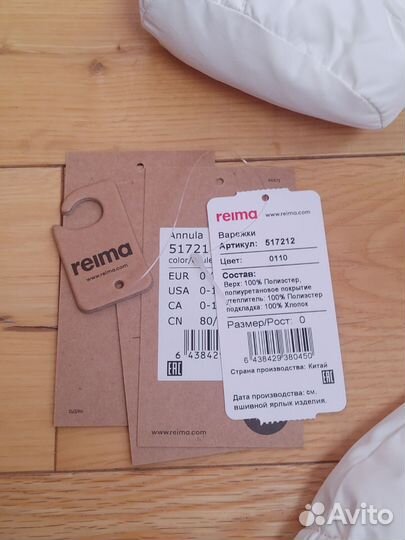 reima
www.reima.com
Annula
517212
color/
EUR 0
USA 0-1
CA 0-1
CN 80/
6 438429
EAC
www.reima.com
reima
www.reima.com
Варежки
Артикул: 517212
Цвет: 0110
Состав:
Верх: 100% Полиэстер,
полиуретановое покрытие
утеплитель: 100% Полиэстер
подкладка: 100% Хлопок
Размер/Рост: 0
6 438429 380450
Страна производства: Китай
EAC
Дата производства: см.
вшивной ярлык изделия.
Avito